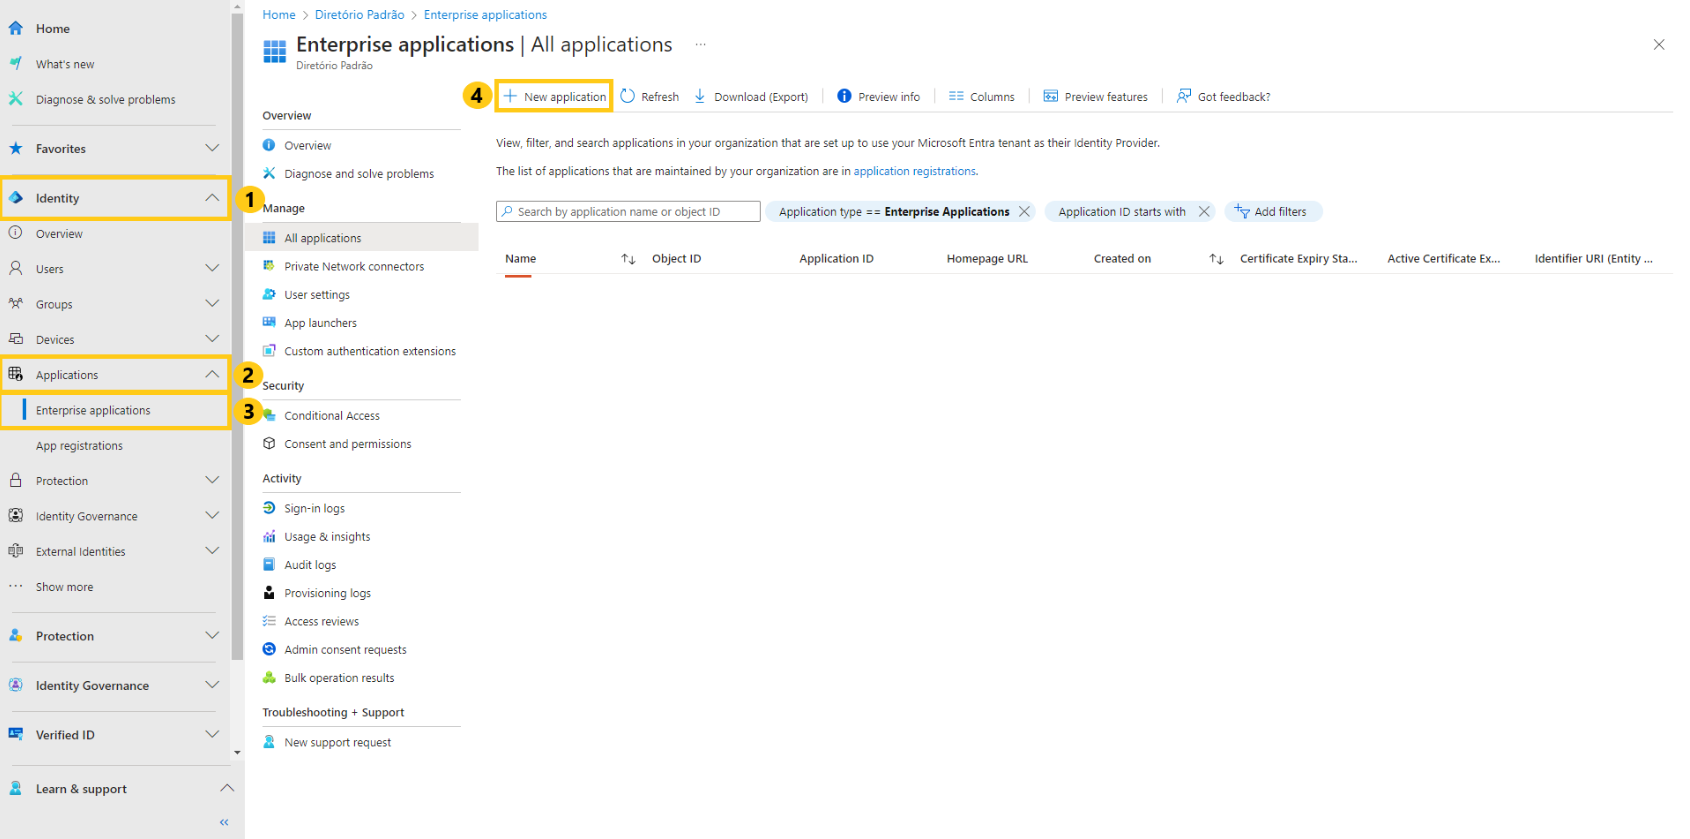 Home
What's new
Diagnose & solve problems
Favorites
Identity
1
Overview
Users
Groups
Devices
Applications
2
Enterprise applications
3
App registrations
Protection
Identity Governance
External Identities
Show more
Protection
Identity Governance
Verified ID
Learn & support
Home > Diretório Padrão > Enterprise applications
Enterprise applications | All applications ...
Diretório Padrão
Overview
Overview
Diagnose and solve problems
Manage
All applications
Private Network connectors
User settings
App launchers
Custom authentication extensions
Security
Conditional Access
Consent and permissions
Activity
Sign-in logs
Usage & insights
Audit logs
Provisioning logs
Access reviews
Admin consent requests
Bulk operation results
Troubleshooting + Support
New support request
4 New application Refresh Download (Export) Preview info Columns Preview features Got feedback?
View, filter, and search applications in your organization that are set up to use your Microsoft Entra tenant as their Identity Provider.
The list of applications that are maintained by your organization are in application registrations.
Search by application name or object ID Application type == Enterprise Applications Application ID starts with Add filters
Name Object ID Application ID Homepage URL Created on Certificate Expiry Sta... Active Certificate Ex... Identifier URI (Entity ...